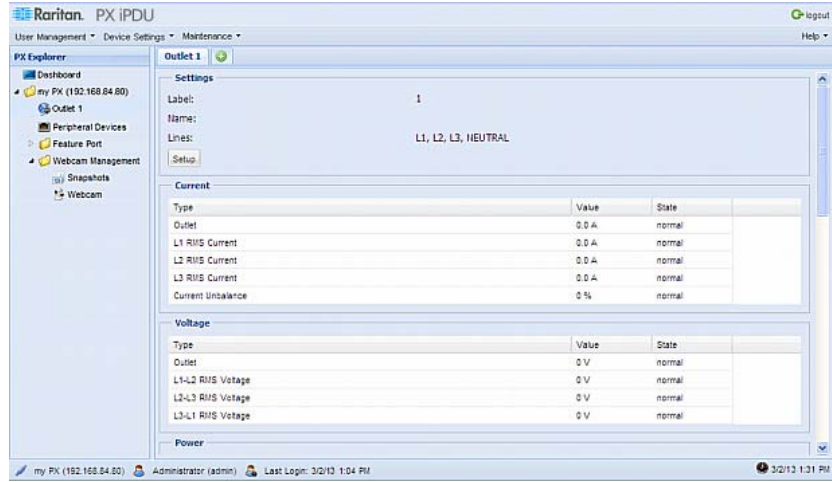 Raritan. PX iPDU
logout
User Management Device Settings Maintenance
Help
PX Explorer
Dashboard
my PX (192.168.84.80)
Outlet 1
Peripheral Devices
Feature Port
Webcam Management
Snapshots
Webcam
Outlet 1
Settings
Label: 1
Name:
Lines: L1, L2, L3, NEUTRAL
Setup
Current
Type Value State
Outlet 0.0 A normal
L1 RMS Current 0.0 A normal
L2 RMS Current 0.0 A normal
L3 RMS Current 0.0 A normal
Current Unbalance 0 % normal
Voltage
Type Value State
Outlet 0 V normal
L1-L2 RMS Voltage 0 V normal
L2-L3 RMS Voltage 0 V normal
L3-L1 RMS Voltage 0 V normal
Power
my PX (192.168.84.80) Administrator (admin) Last Login: 3/2/13 1:04 PM 3/2/13 1:31 PM